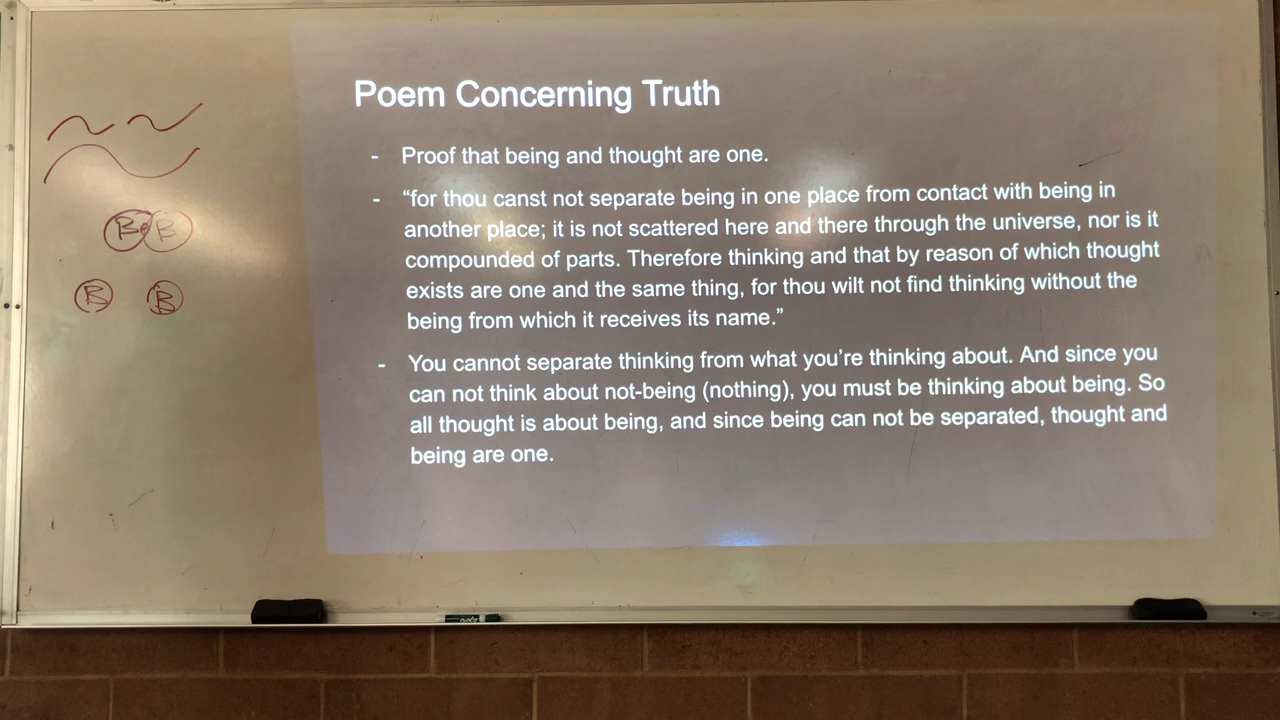 Poem Concerning Truth
- Proof that being and thought are one.
- “for thou canst not separate being in one place from contact with being in
another place; it is not scattered here and there through the universe, nor is it
compounded of parts. Therefore thinking and that by reason of which thought
exists are one and the same thing, for thou wilt not find thinking without the
being from which it receives its name.”
- You cannot separate thinking from what you’re thinking about. And since you
can not think about not-being (nothing), you must be thinking about being. So
all thought is about being, and since being can not be separated, thought and
being are one.
B B
B B